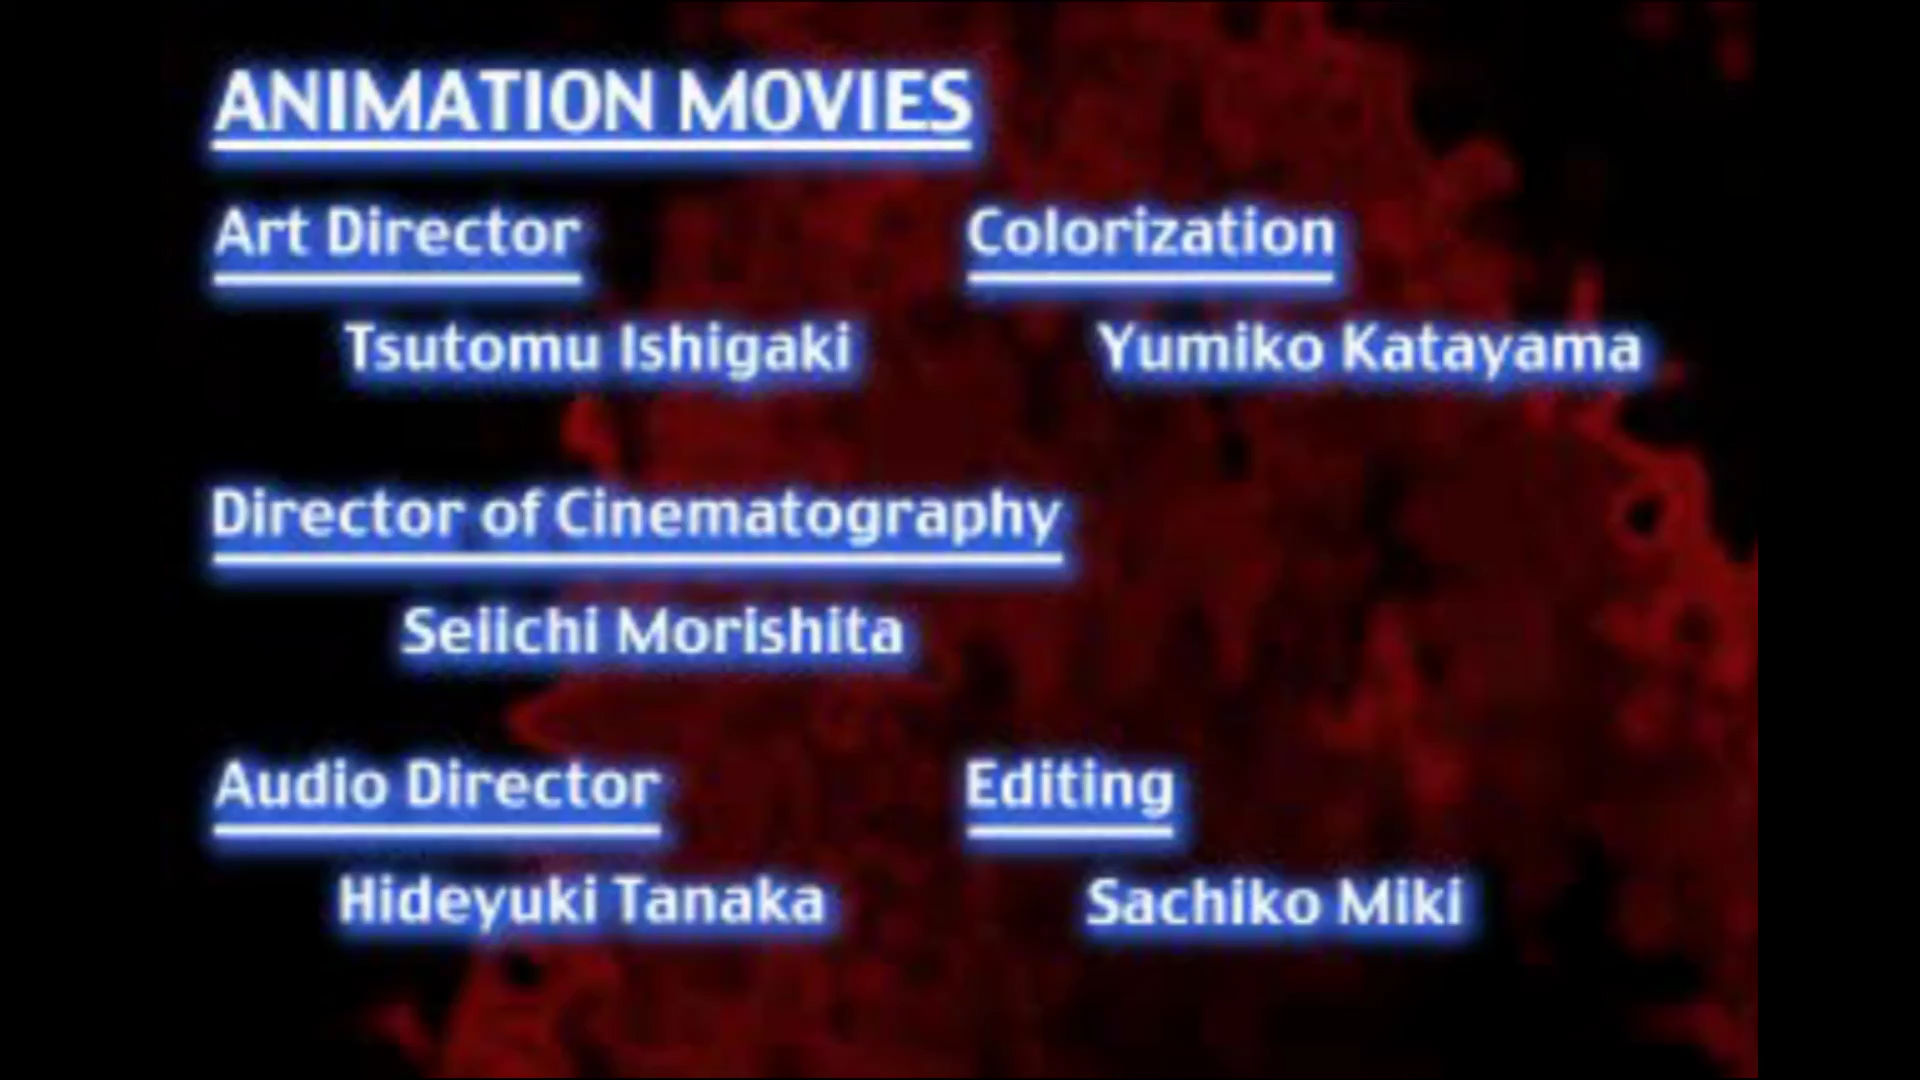 ANIMATION MOVIES
Art Director
Colorization
Tsutomu Ishigaki
Yumiko Katayama
Director of Cinematography
Seiichi Morishita
Audio Director
Editing
Hideyuki Tanaka
Sachiko Miki